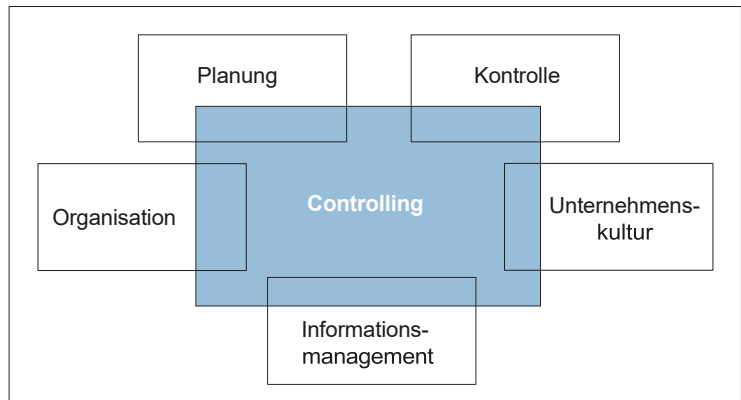 Planung
Kontrolle
Organisation
Controlling
Unternehmens-
kultur
Informations-
management